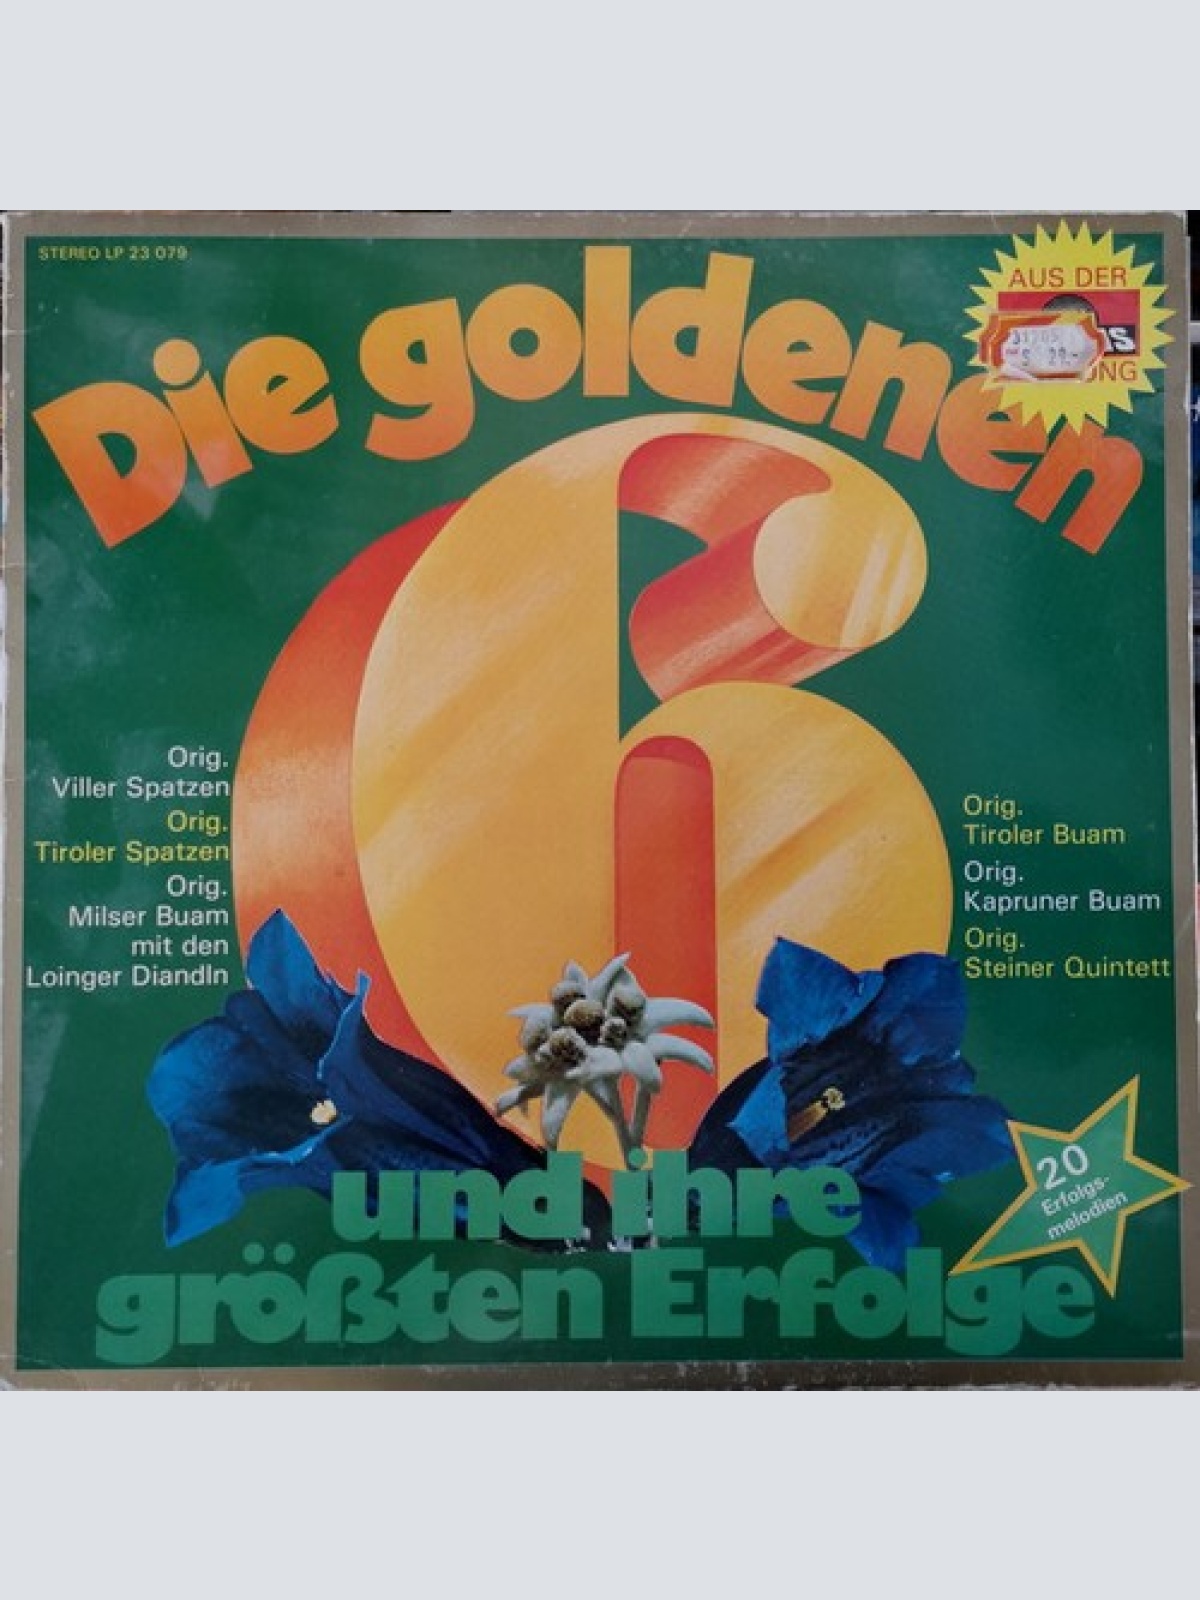 STEREO LP 23 079
Die goldenen
6
AUS DER
Orig.
Viller Spatzen
Orig.
Tiroler Spatzen
Orig.
Milser Buam
mit den
Loinger Diandln
Orig.
Tiroler Buam
Orig.
Kapruner Buam
Orig.
Steiner Quintett
20
Erfolgs-
melodien
und ihre
größten Erfolge